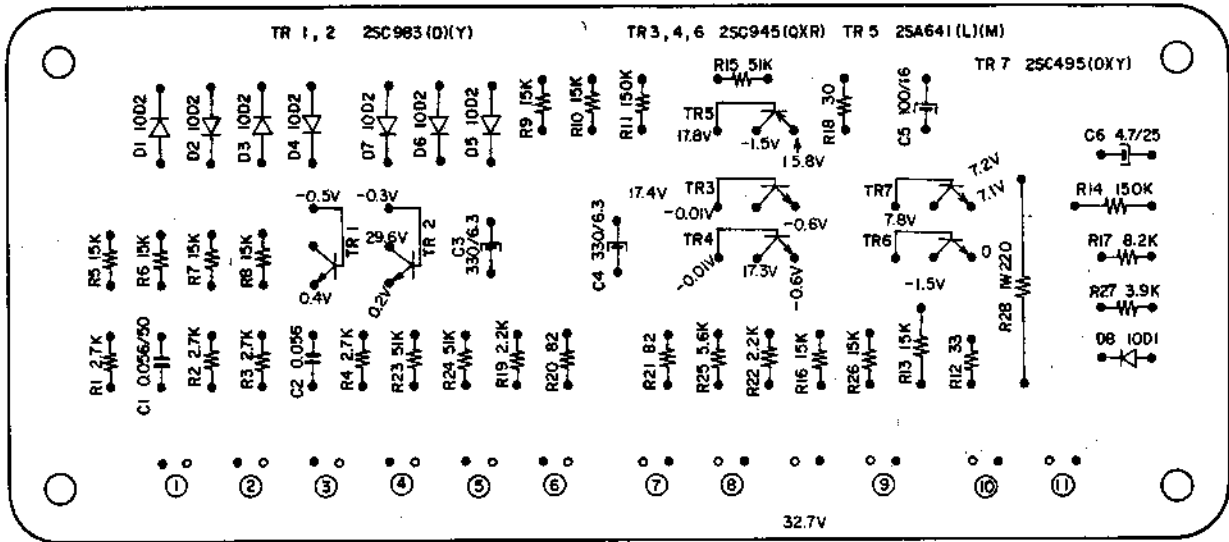 TR 1, 2 2SC983(O)(Y)
TR3,4,6 2SC945(Q)(R) TR 5 2SA641(L)(M)
TR 7 2SC495(O)(Y)
D1 10D2
D2 10D2
D3 10D2
D4 10D2
D7 10D2
D6 10D2
D5 10D2
R9 15K
R10 15K
R11 150K
R15 51K
TR5
17.8V
-1.5V
15.8V
R18 30
C5 100/16
C6 4.7/25
R5 15K
R6 15K
R7 15K
R8 15K
-0.5V
TR 1
0.4V
-0.3V
29.6V
TR 2
0.2V
C3
330/6.3
C4 330/6.3
17.4V
TR3
-0.01V
-0.6V
TR4
-0.01V
17.3V
-0.6V
TR7
7.2V
7.1V
7.8V
TR6
0
-1.5V
R28 1W220
R14 150K
R17 8.2K
R27 3.9K
D8 10D1
R1 2.7K
C1 0.056/50
R2 2.7K
R3 2.7K
C2 0.056
R4 2.7K
R23 51K
R24 51K
R19 2.2K
R20 82
R21 82
R25 5.6K
R22 2.2K
R16 15K
R26 15K
R13 15K
R12 33
① ② ③ ④ ⑤ ⑥ ⑦ ⑧ ⑨ ⑩ ⑪
32.7V